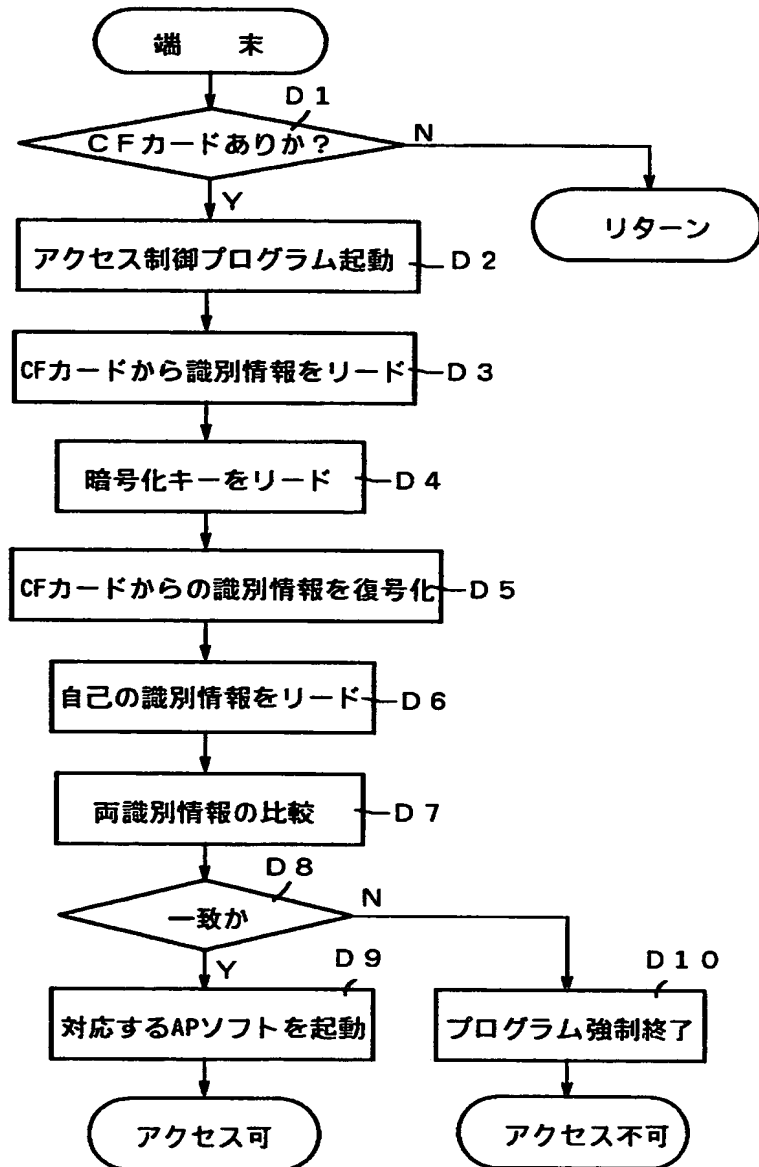 端 末
D1
CFカードありか?
N
Y
リターン
アクセス制御プログラム起動
D2
CFカードから識別情報をリード
D3
暗号化キーをリード
D4
CFカードからの識別情報を復号化
D5
自己の識別情報をリード
D6
両識別情報の比較
D7
D8
一致か
N
Y
D9
D10
対応するAPソフトを起動
プログラム強制終了
アクセス可
アクセス不可